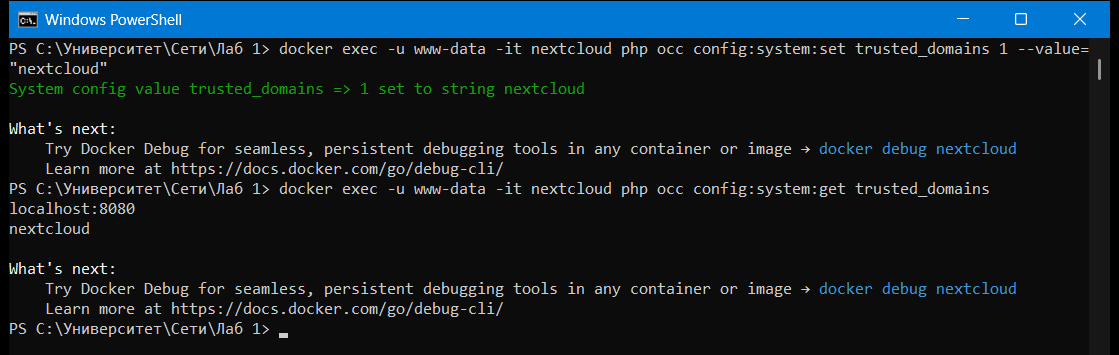 Windows PowerShell
PS C:\Университет\Сети\Лаб 1> docker exec -u www-data -it nextcloud php occ config:system:set trusted_domains 1 --value=
"nextcloud"
System config value trusted_domains => 1 set to string nextcloud
What's next:
Try Docker Debug for seamless, persistent debugging tools in any container or image → docker debug nextcloud
Learn more at https://docs.docker.com/go/debug-cli/
PS C:\Университет\Сети\Лаб 1> docker exec -u www-data -it nextcloud php occ config:system:get trusted_domains
localhost:8080
nextcloud
What's next:
Try Docker Debug for seamless, persistent debugging tools in any container or image → docker debug nextcloud
Learn more at https://docs.docker.com/go/debug-cli/
PS C:\Университет\Сети\Лаб 1>